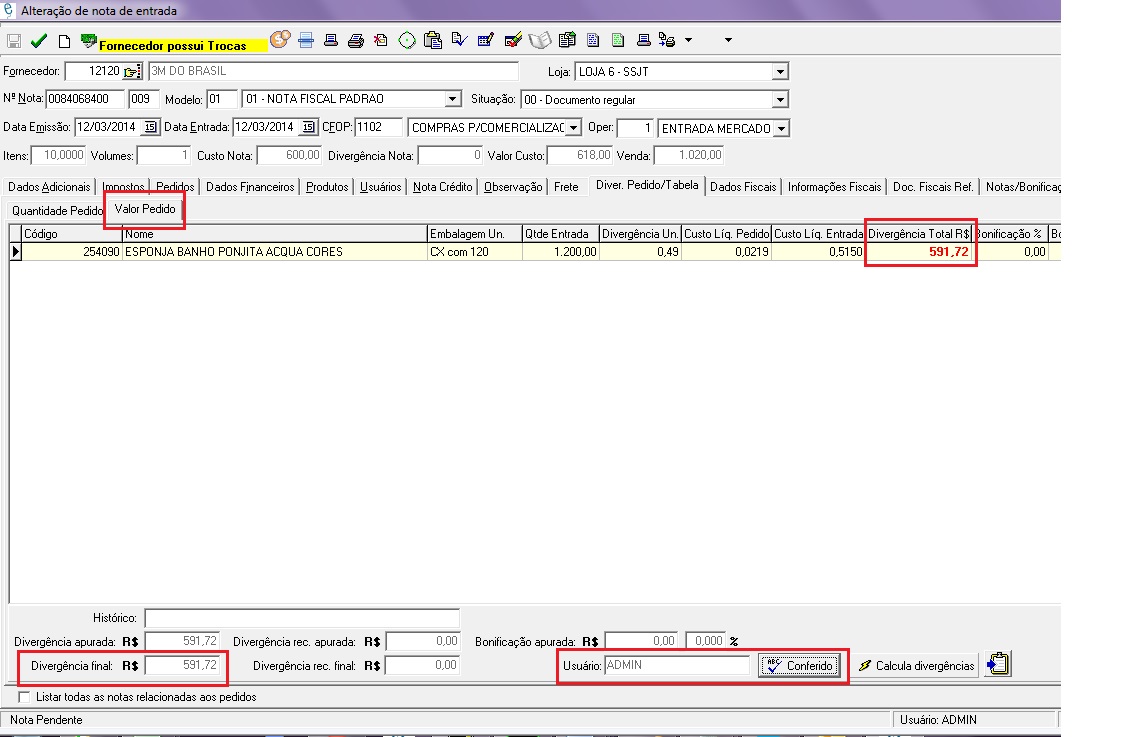 Alteração de nota de entrada
Fornecedor possui Trocas
Fornecedor: 12120 3M DO BRASIL Loja: LOJA 6 - SSJT
Nº Nota: 0084068400 009 Modelo: 01 01 - NOTA FISCAL PADRAO Situação: 00 - Documento regular
Data Emissão: 12/03/2014 15 Data Entrada: 12/03/2014 15 CFOP: 1102 COMPRAS P/COMERCIALIZAC Oper: 1 ENTRADA MERCADO
Itens: 10,0000 Volumes: 1 Custo Nota: 600,00 Divergência Nota: 0 Valor Custo: 618,00 Venda: 1.020,00
Dados Adicionais Impostos Pedidos Dados Financeiros Produtos Usuários Nota Crédito Observação Frete Diver. Pedido/Tabela Dados Fiscais Informações Fiscais Doc. Fiscais Ref. Notas/Bonificaç
Quantidade Pedido Valor Pedido
Código Nome Embalagem Un. Qtde Entrada Divergência Un. Custo Líq. Pedido Custo Líq. Entrada Divergência Total R$ Bonificação % Bo
254090 ESPONJA BANHO PONJITA ACQUA CORES CX com 120 1.200,00 0,49 0,0219 0,5150 591,72 0,00
Histórico:
Divergência apurada: R$ 591,72 Divergência rec. apurada: R$ 0,00 Bonificação apurada: R$ 0,00 0,000 %
Divergência final: R$ 591,72 Divergência rec. final: R$ 0,00 Usuário: ADMIN ABC Conferido Calcula divergências
Listar todas as notas relacionadas aos pedidos
Nota Pendente Usuário: ADMIN